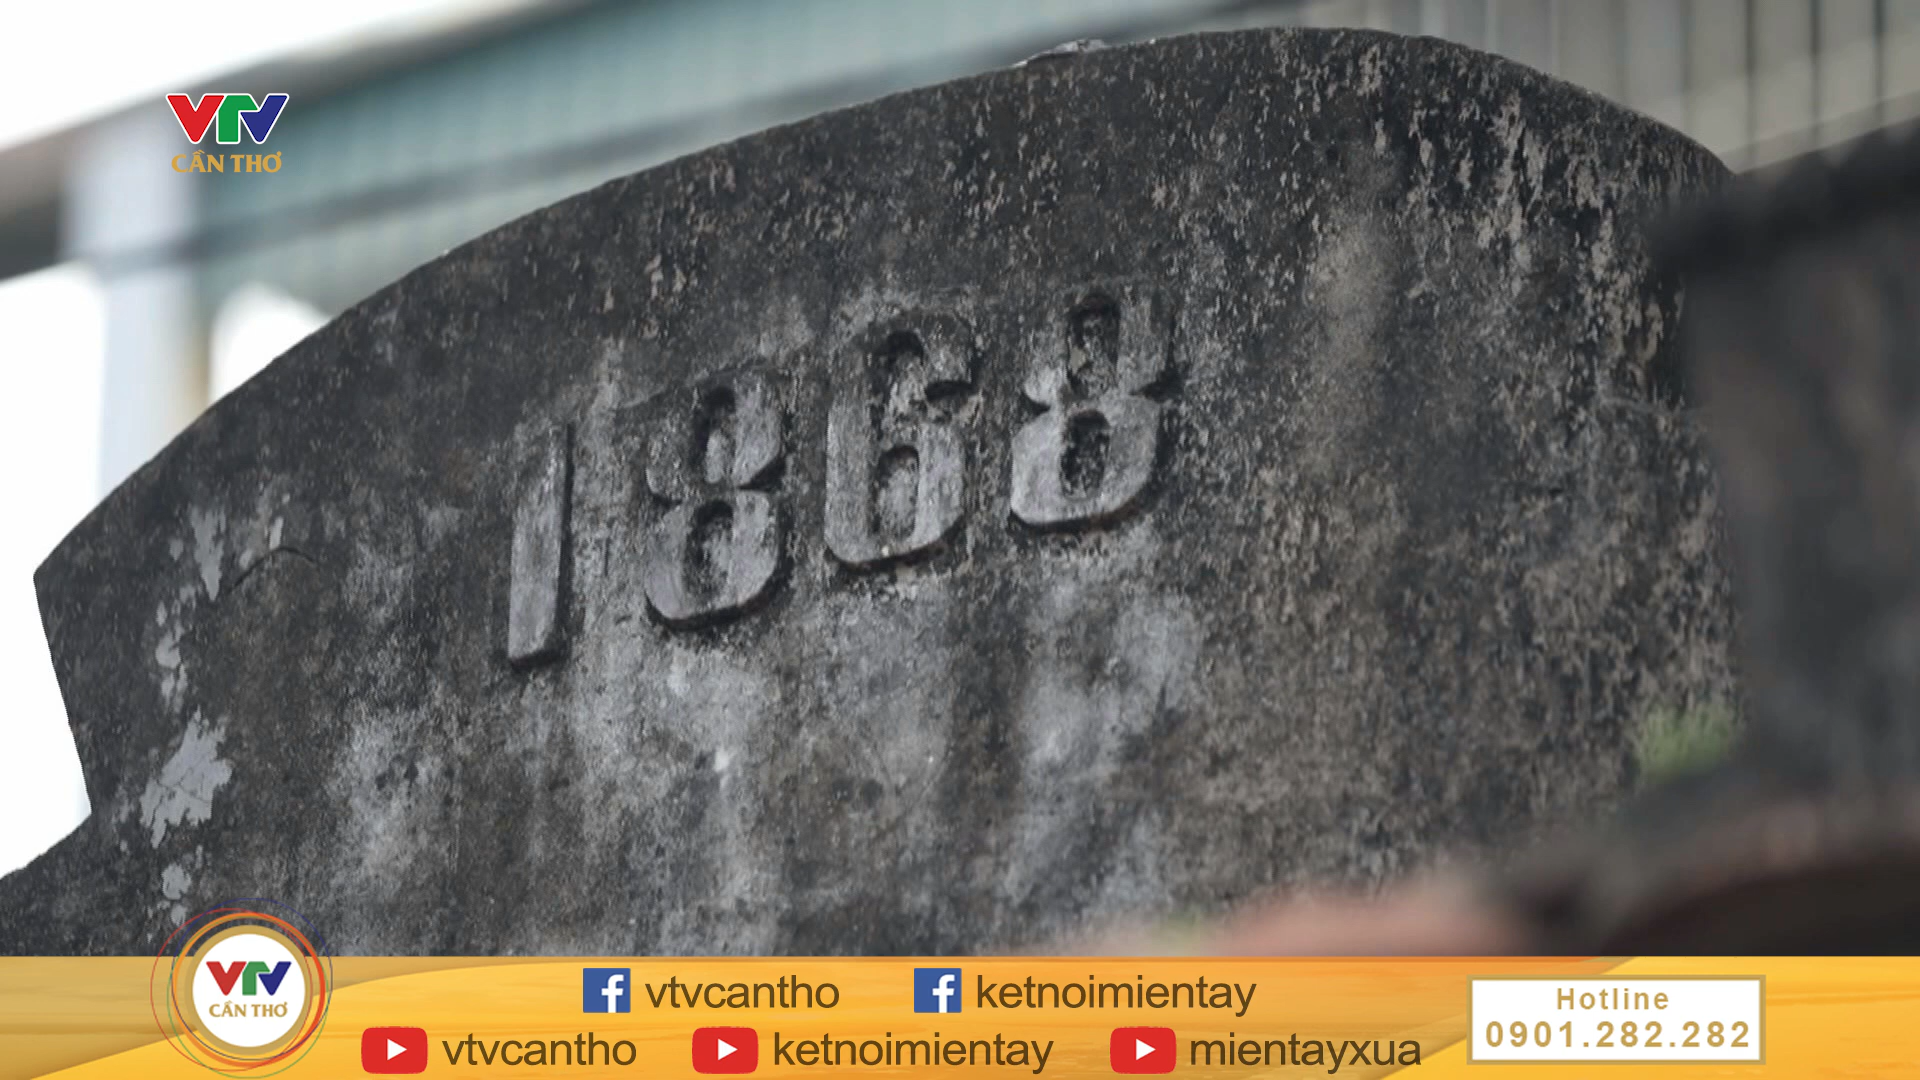 VTV
CẦN THƠ
1868
VTV
CẦN THƠ
vtvcantho
ketnoimientay
vtvcantho
ketnoimientay
mientayxua
Hotline
0901.282.282